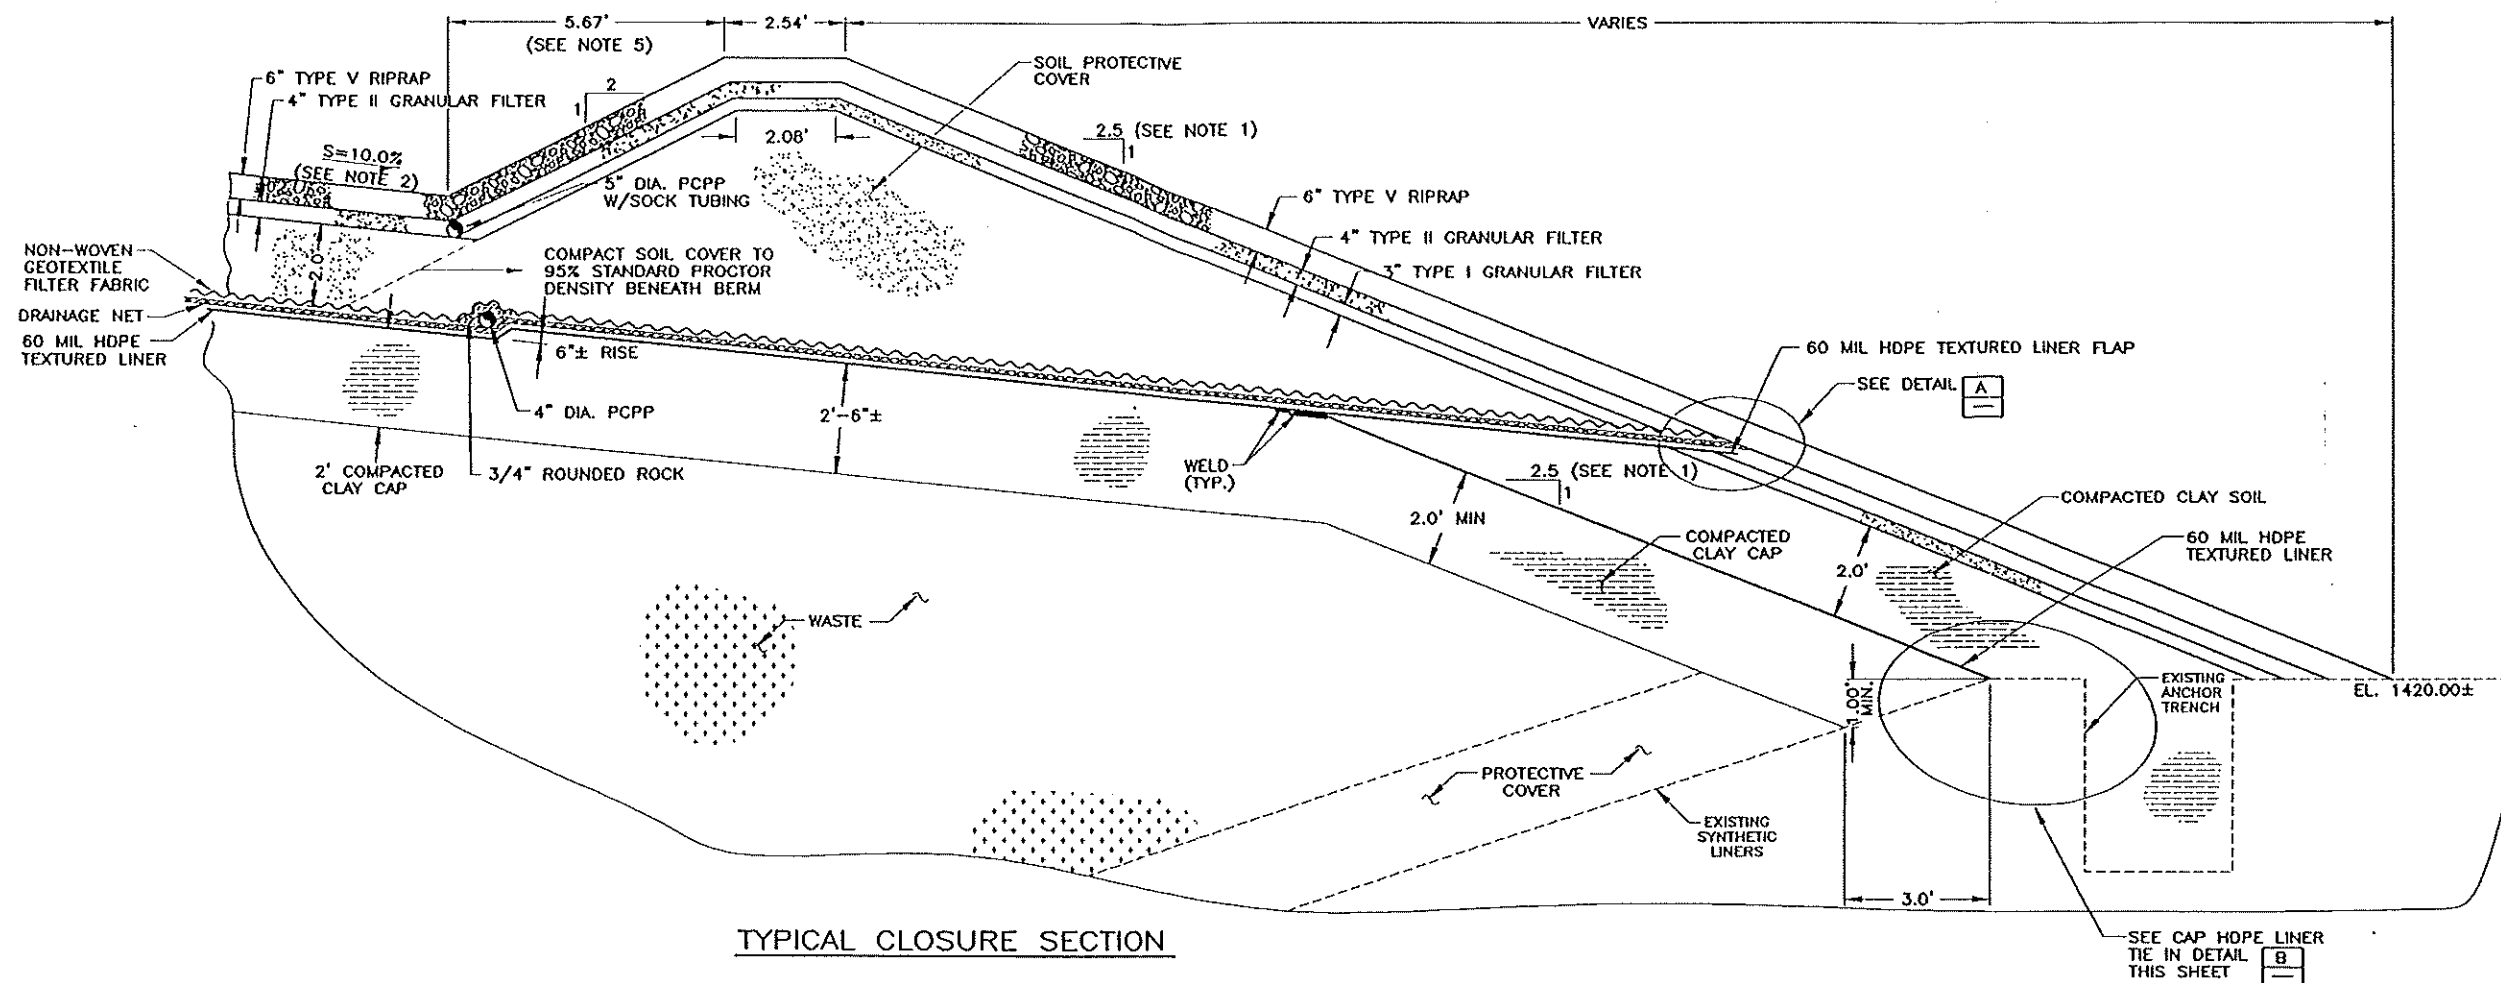 5.67'
(SEE NOTE 5)
2.54'
VARIES
6" TYPE V RIPRAP
4" TYPE II GRANULAR FILTER
2
1
SOIL PROTECTIVE
COVER
S=10.0%
(SEE NOTE 2)
2.08'
2.5 (SEE NOTE 1)
1
5" DIA. PCPP
W/SOCK TUBING
6" TYPE V RIPRAP
4" TYPE II GRANULAR FILTER
3" TYPE I GRANULAR FILTER
NON-WOVEN
GEOTEXTILE
FILTER FABRIC
2.0'
COMPACT SOIL COVER TO
95% STANDARD PROCTOR
DENSITY BENEATH BERM
DRAINAGE NET
60 MIL HDPE
TEXTURED LINER
6"± RISE
60 MIL HDPE TEXTURED LINER FLAP
SEE DETAIL A
—
4" DIA. PCPP
2'-6"±
2' COMPACTED
CLAY CAP
3/4" ROUNDED ROCK
WELD
(TYP.)
2.5 (SEE NOTE 1)
1
2.0' MIN
COMPACTED CLAY SOIL
COMPACTED
CLAY CAP
60 MIL HDPE
TEXTURED LINER
2.0'
WASTE
1.00'
MIN.
EXISTING
ANCHOR
TRENCH
EL. 1420.00±
PROTECTIVE
COVER
EXISTING
SYNTHETIC
LINERS
3.0'
TYPICAL CLOSURE SECTION
SEE CAP HDPE LINER
TIE IN DETAIL B
THIS SHEET —